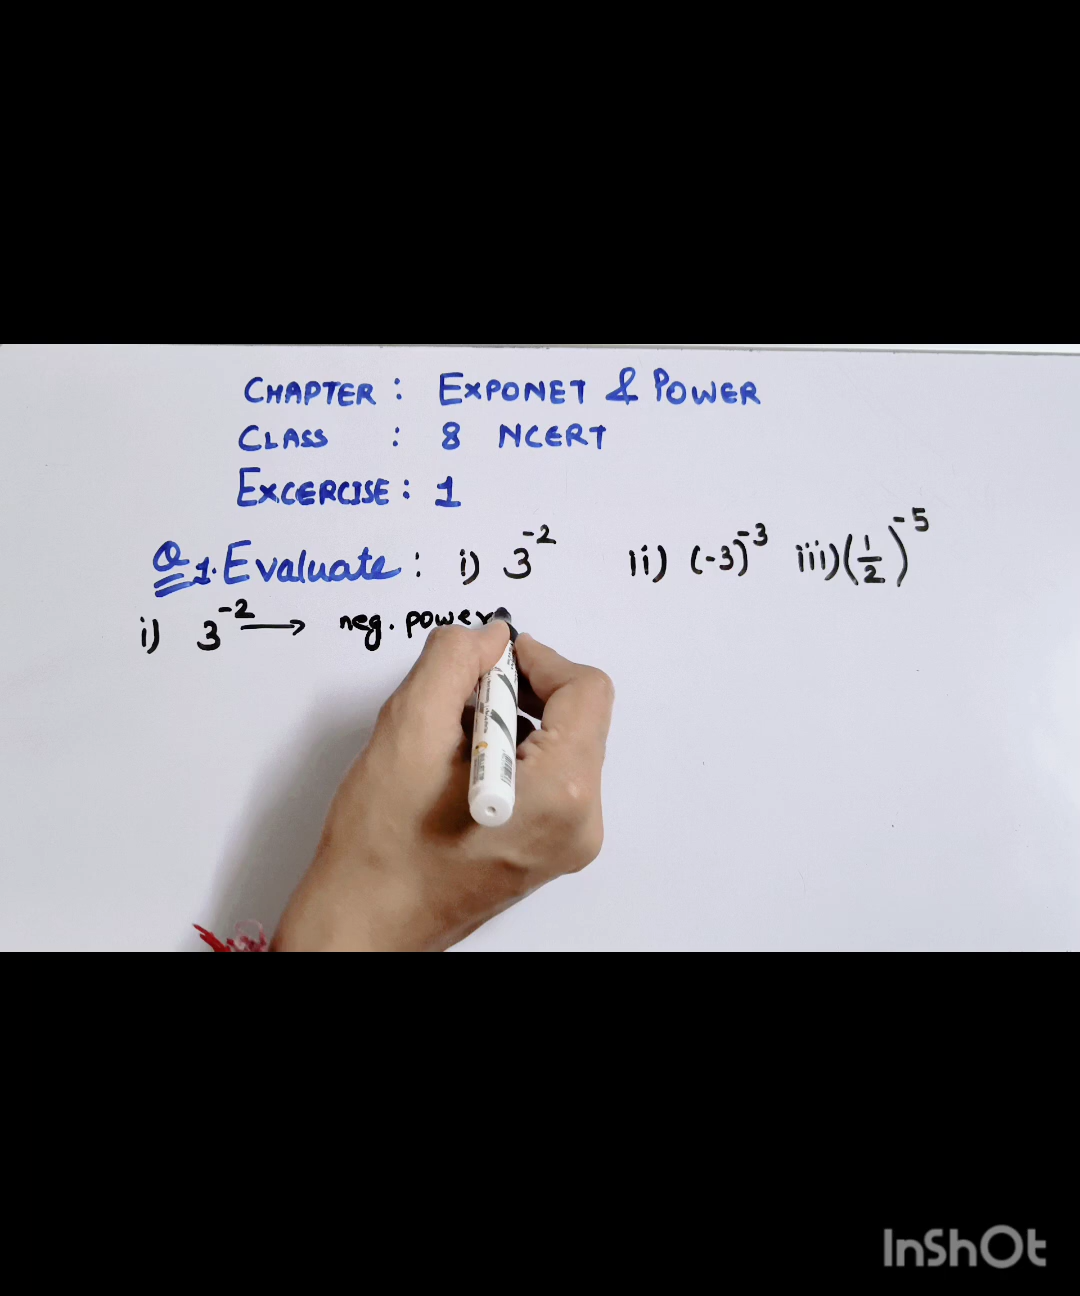 CHAPTER : EXPONET & POWER
CLASS : 8 NCERT
EXCERCISE : 1
Q1. Evaluate : i) 3⁻² ii) (-3)⁻³ iii) (1/2)⁻⁵
i) 3⁻² → neg. power
InShOt